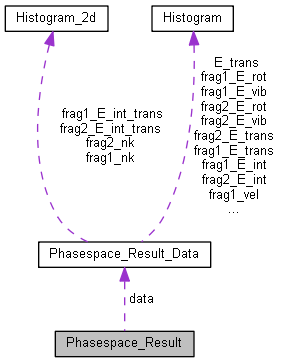 Histogram_2d
Histogram
frag1_E_int_trans
frag2_E_int_trans
frag2_nk
frag1_nk
E_trans
frag1_E_rot
frag1_E_vib
frag2_E_rot
frag2_E_vib
frag2_E_trans
frag1_E_trans
frag1_E_int
frag2_E_int
frag1_vel
...
Phasespace_Result_Data
data
Phasespace_Result